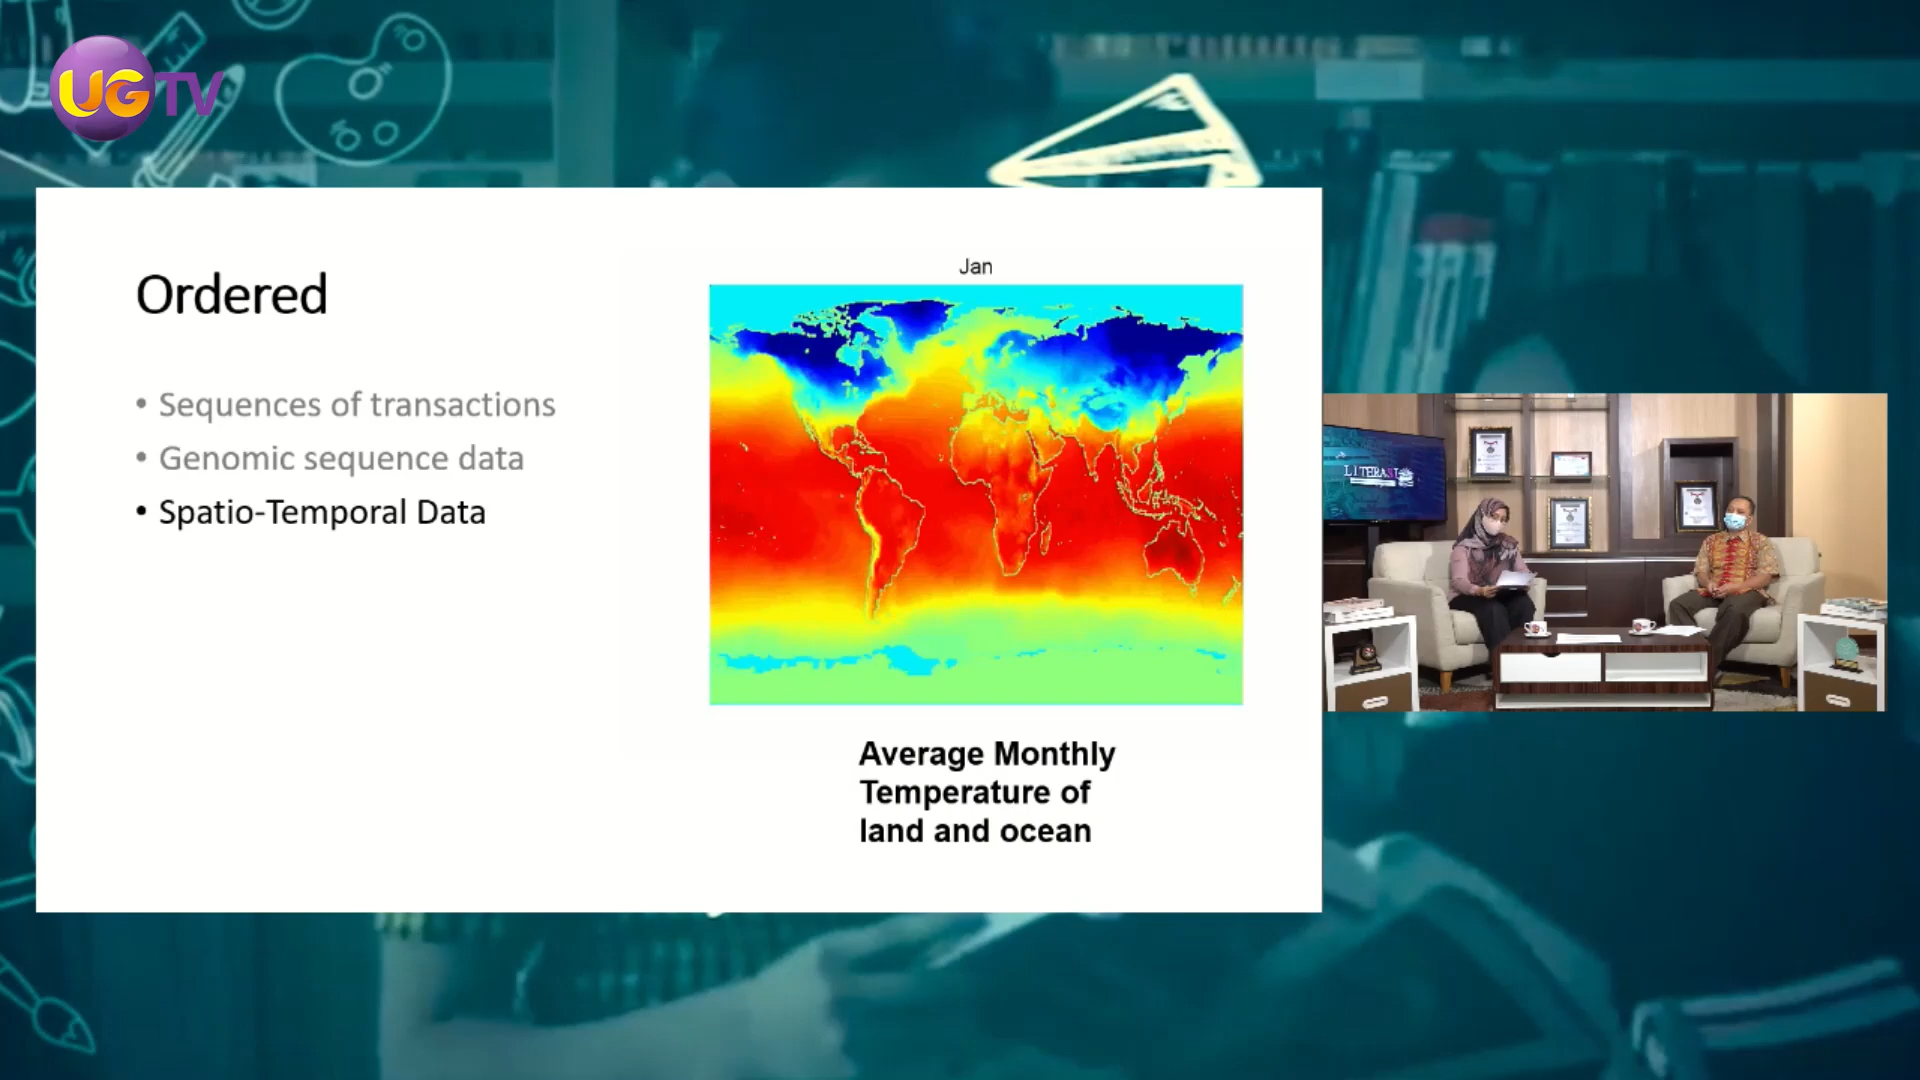 UGTV
Jan
Ordered
• Sequences of transactions
• Genomic sequence data
• Spatio-Temporal Data
LITERASI
Average Monthly
Temperature of
land and ocean